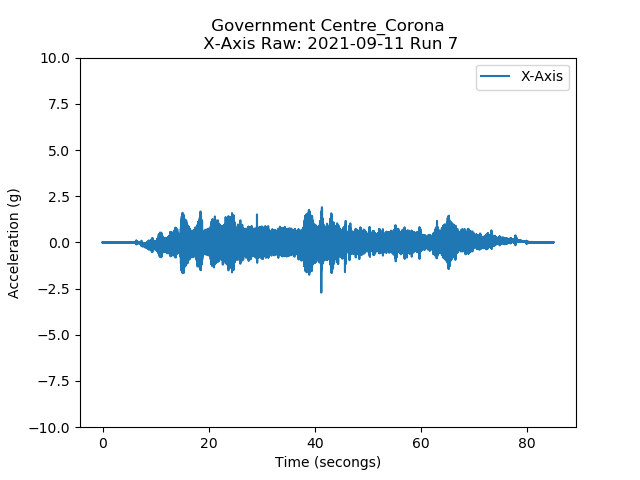 Government Centre_Corona
X-Axis Raw: 2021-09-11 Run 7
X-Axis
Acceleration (g)
10.0
7.5
5.0
2.5
0.0
−2.5
−5.0
−7.5
−10.0
0 20 40 60 80
Time (secongs)